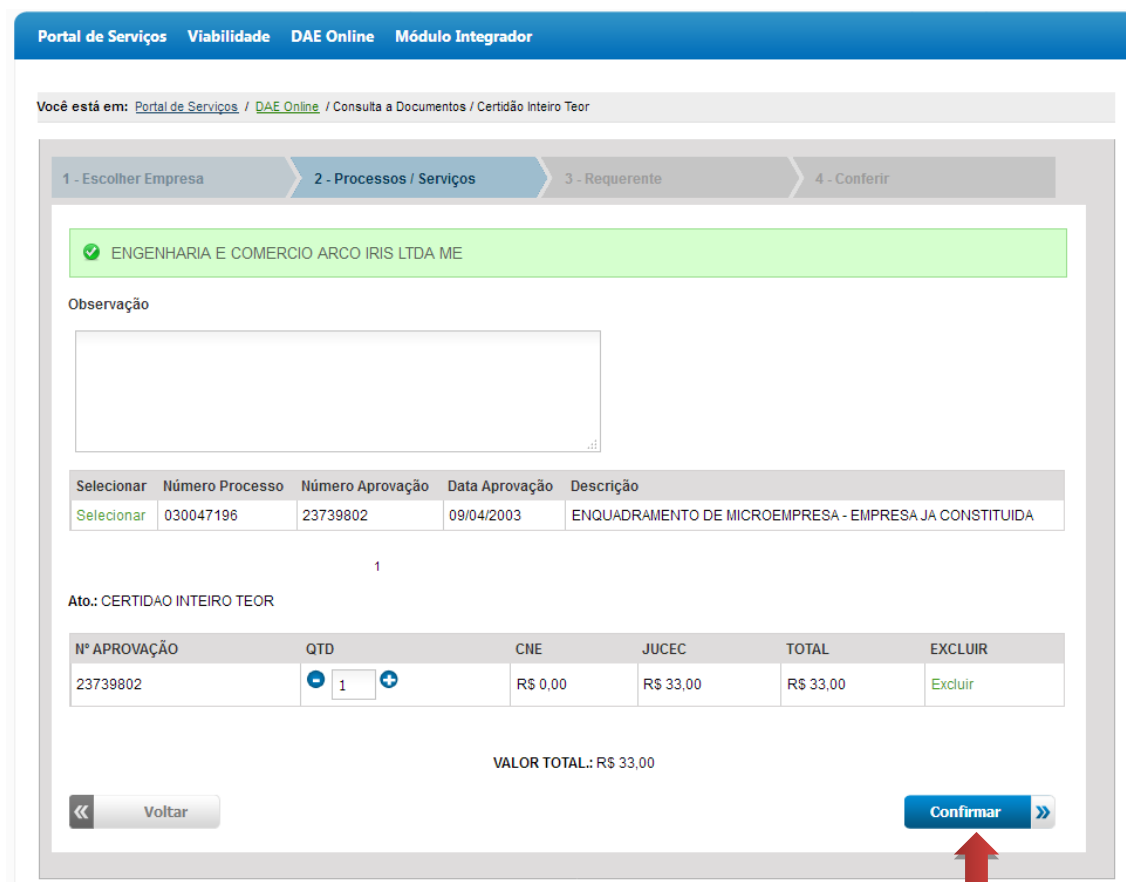 Portal de Serviços Viabilidade DAE Online Módulo Integrador
Você está em: Portal de Serviços / DAE Online / Consulta a Documentos / Certidão Inteiro Teor
1 - Escolher Empresa 2 - Processos / Serviços 3 - Requerente 4 - Conferir
ENGENHARIA E COMERCIO ARCO IRIS LTDA ME
Observação
Selecionar Número Processo Número Aprovação Data Aprovação Descrição
Selecionar 030047196 23739802 09/04/2003 ENQUADRAMENTO DE MICROEMPRESA - EMPRESA JA CONSTITUIDA
1
Ato.: CERTIDAO INTEIRO TEOR
Nº APROVAÇÃO QTD CNE JUCEC TOTAL EXCLUIR
23739802 1 R$ 0,00 R$ 33,00 R$ 33,00 Excluir
VALOR TOTAL.: R$ 33,00
Voltar Confirmar